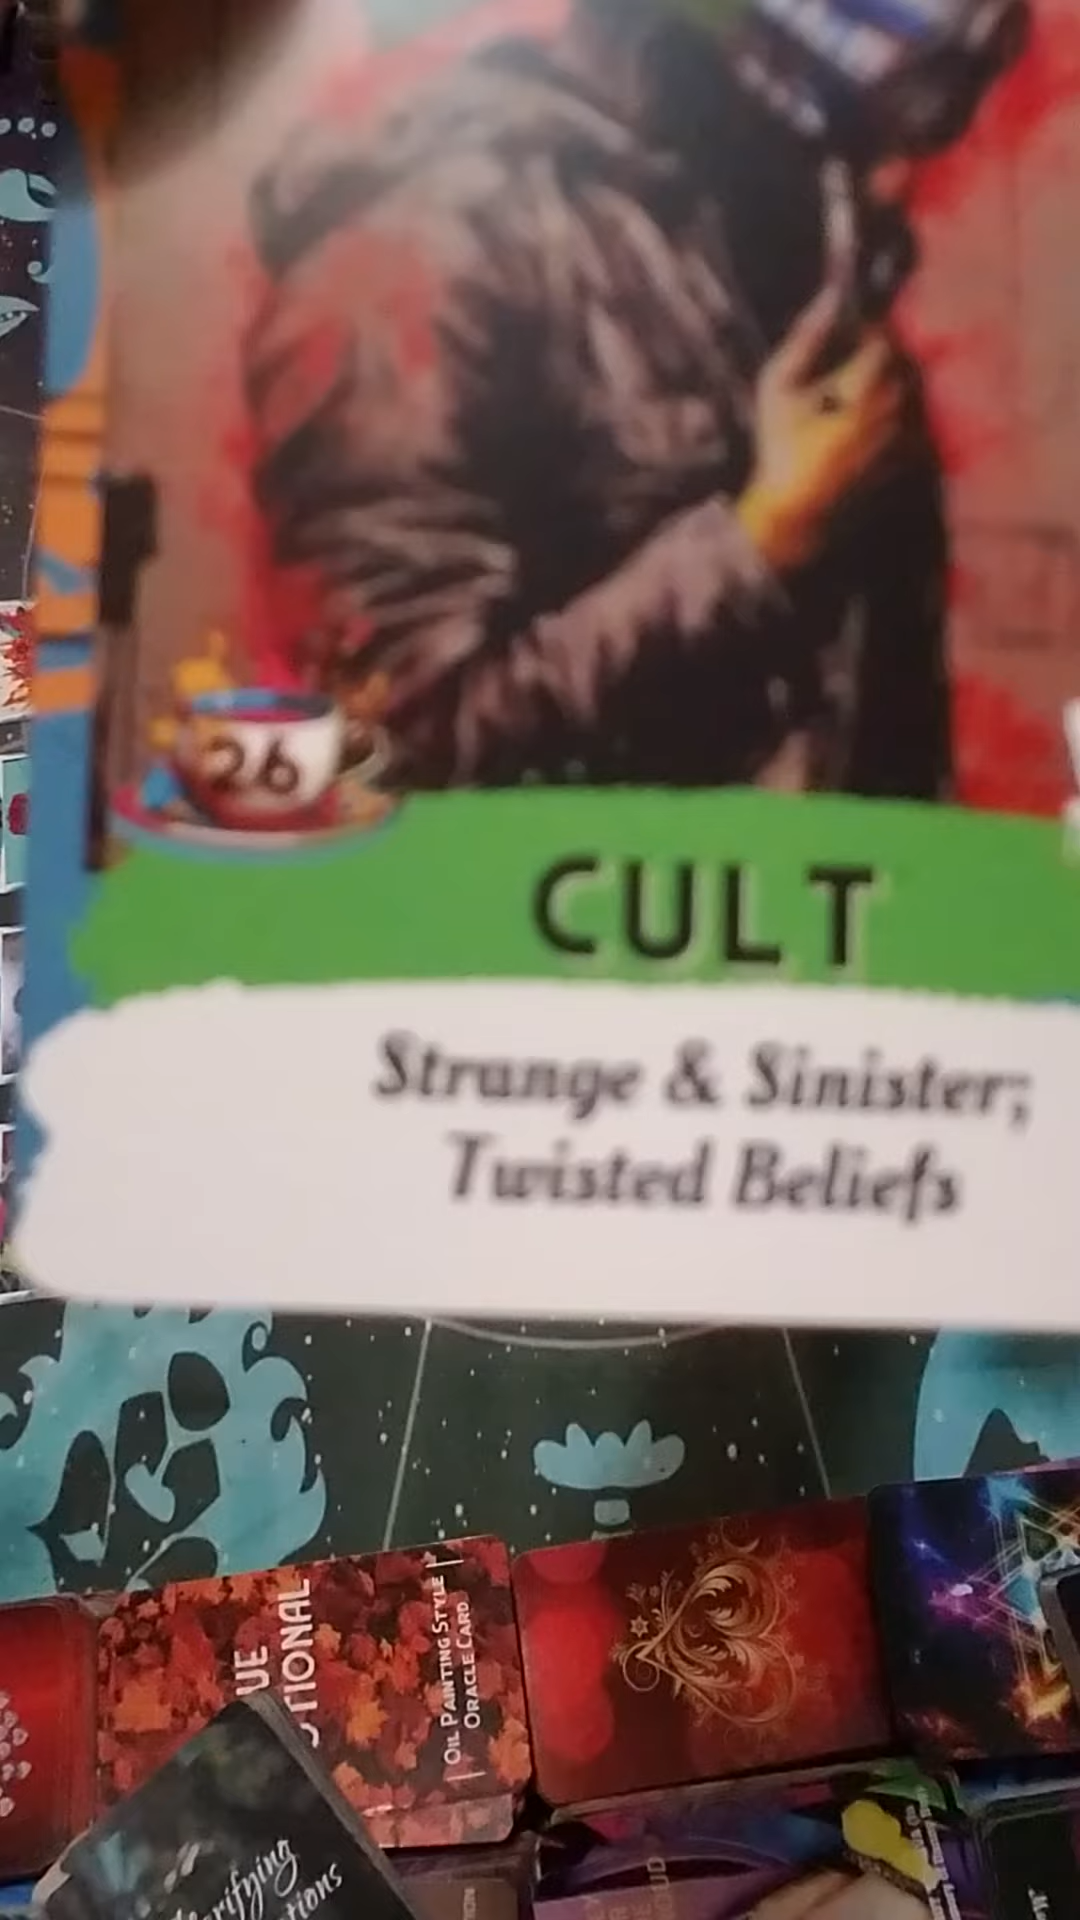 26
CULT
Strange & Sinister;
Twisted Beliefs
OIL PAINTING STYLE
ORACLE CARD